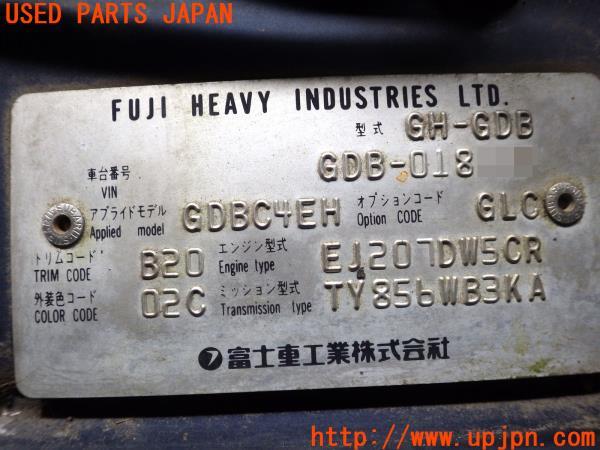 USED PARTS JAPAN
FUJI HEAVY INDUSTRIES LTD.
型式 GH-GDB
車台番号 VIN GDB-018
アプライドモデル Applied model GDBC4EH オプションコード Option CODE GLC
トリムコード TRIM CODE B20 エンジン型式 Engine type EJ207DW5CR
外装色コード COLOR CODE 02C ミッション型式 Transmission type TY856WB3KA
富士重工業株式会社
http://www.upjpn.com/